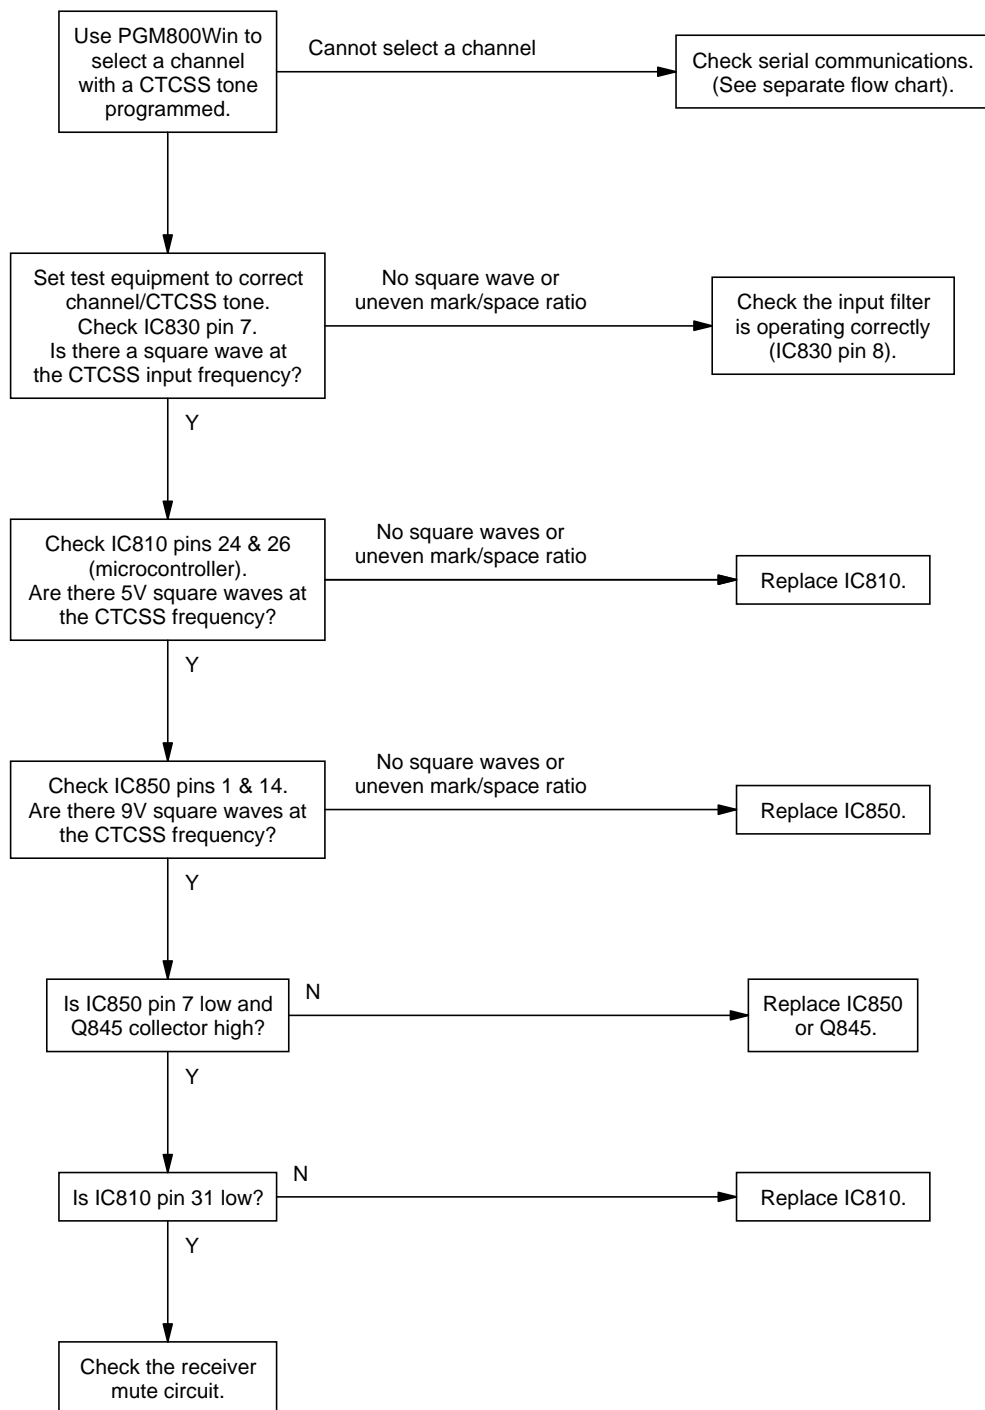 Use PGM800Win to
select a channel
with a CTCSS tone
programmed.
Cannot select a channel
Check serial communications.
(See separate flow chart).
Set test equipment to correct
channel/CTCSS tone.
Check IC830 pin 7.
Is there a square wave at
the CTCSS input frequency?
No square wave or
uneven mark/space ratio
Check the input filter
is operating correctly
(IC830 pin 8).
Y
Check IC810 pins 24 & 26
(microcontroller).
Are there 5V square waves at
the CTCSS frequency?
No square waves or
uneven mark/space ratio
Replace IC810.
Y
Check IC850 pins 1 & 14.
Are there 9V square waves at
the CTCSS frequency?
No square waves or
uneven mark/space ratio
Replace IC850.
Y
Is IC850 pin 7 low and
Q845 collector high?
N
Replace IC850
or Q845.
Y
Is IC810 pin 31 low?
N
Replace IC810.
Y
Check the receiver
mute circuit.